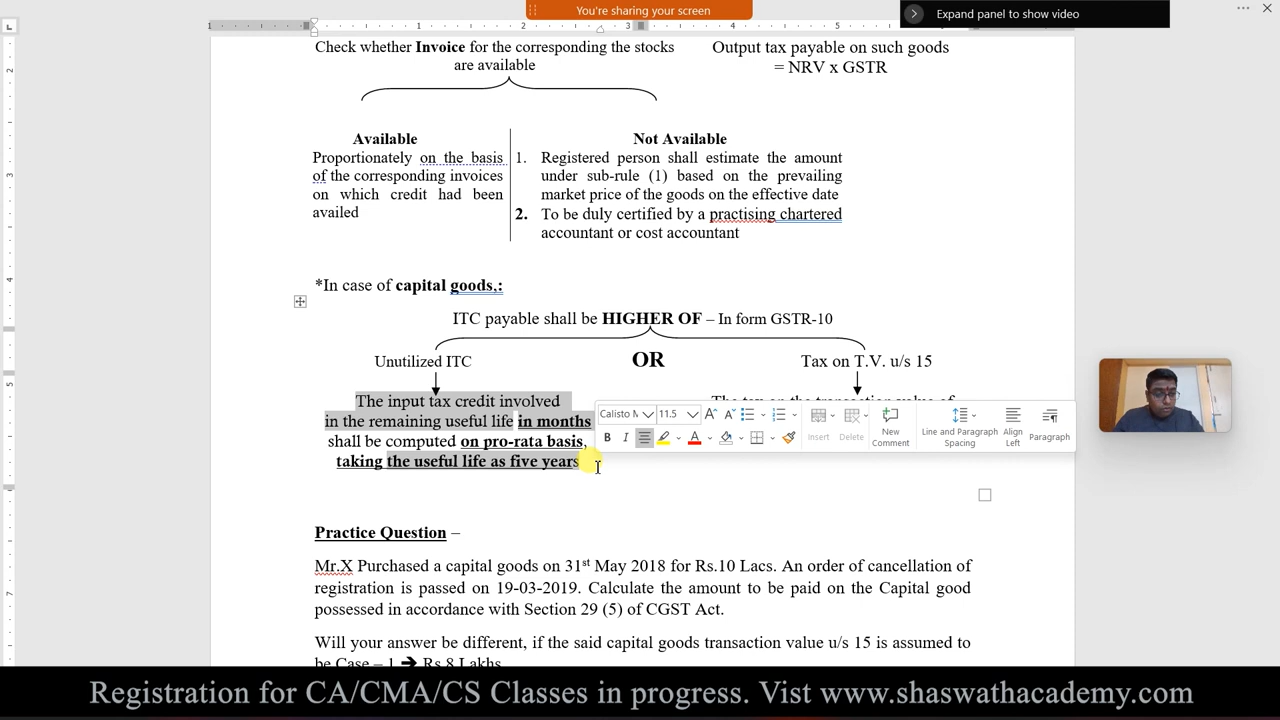 You're sharing your screen
Expand panel to show video
Check whether Invoice for the corresponding the stocks
are available
Output tax payable on such goods
= NRV x GSTR
Available
Proportionately on the basis
of the corresponding invoices
on which credit had been
availed
Not Available
1. Registered person shall estimate the amount
under sub-rule (1) based on the prevailing
market price of the goods on the effective date
2. To be duly certified by a practising chartered
accountant or cost accountant
*In case of capital goods,:
ITC payable shall be HIGHER OF – In form GSTR-10
Unutilized ITC
OR
Tax on T.V. u/s 15
The input tax credit involved
in the remaining useful life in months
shall be computed on pro-rata basis,
taking the useful life as five years
Calisto M 11.5
Insert
Delete
New
Comment
Line and Paragraph
Spacing
Align
Left
Paragraph
Practice Question –
Mr.X Purchased a capital goods on 31st May 2018 for Rs.10 Lacs. An order of cancellation of
registration is passed on 19-03-2019. Calculate the amount to be paid on the Capital good
possessed in accordance with Section 29 (5) of CGST Act.
Will your answer be different, if the said capital goods transaction value u/s 15 is assumed to
be Case – 1 ➔ Rs.8 Lakhs
Registration for CA/CMA/CS Classes in progress. Vist www.shaswathacademy.com